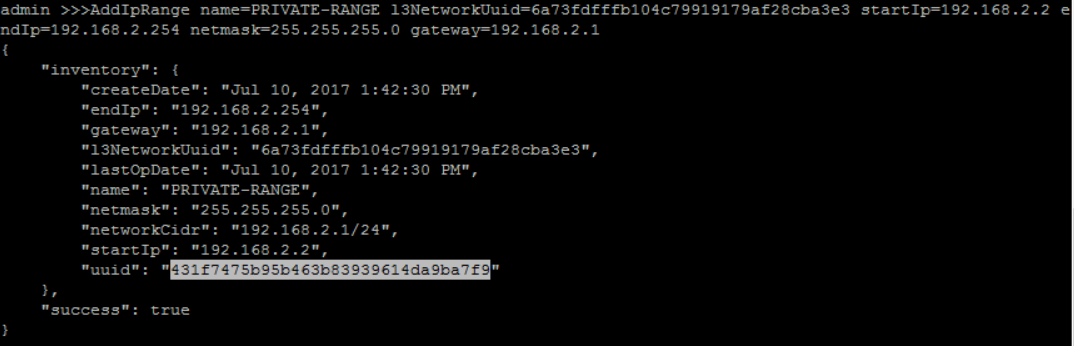 admin >>>AddIpRange name=PRIVATE-RANGE l3NetworkUuid=6a73fdfffb104c79919179af28cba3e3 startIp=192.168.2.2 e
ndIp=192.168.2.254 netmask=255.255.255.0 gateway=192.168.2.1
{
    "inventory": {
        "createDate": "Jul 10, 2017 1:42:30 PM",
        "endIp": "192.168.2.254",
        "gateway": "192.168.2.1",
        "l3NetworkUuid": "6a73fdfffb104c79919179af28cba3e3",
        "lastOpDate": "Jul 10, 2017 1:42:30 PM",
        "name": "PRIVATE-RANGE",
        "netmask": "255.255.255.0",
        "networkCidr": "192.168.2.1/24",
        "startIp": "192.168.2.2",
        "uuid": "431f7475b95b463b83939614da9ba7f9"
    },
    "success": true
}